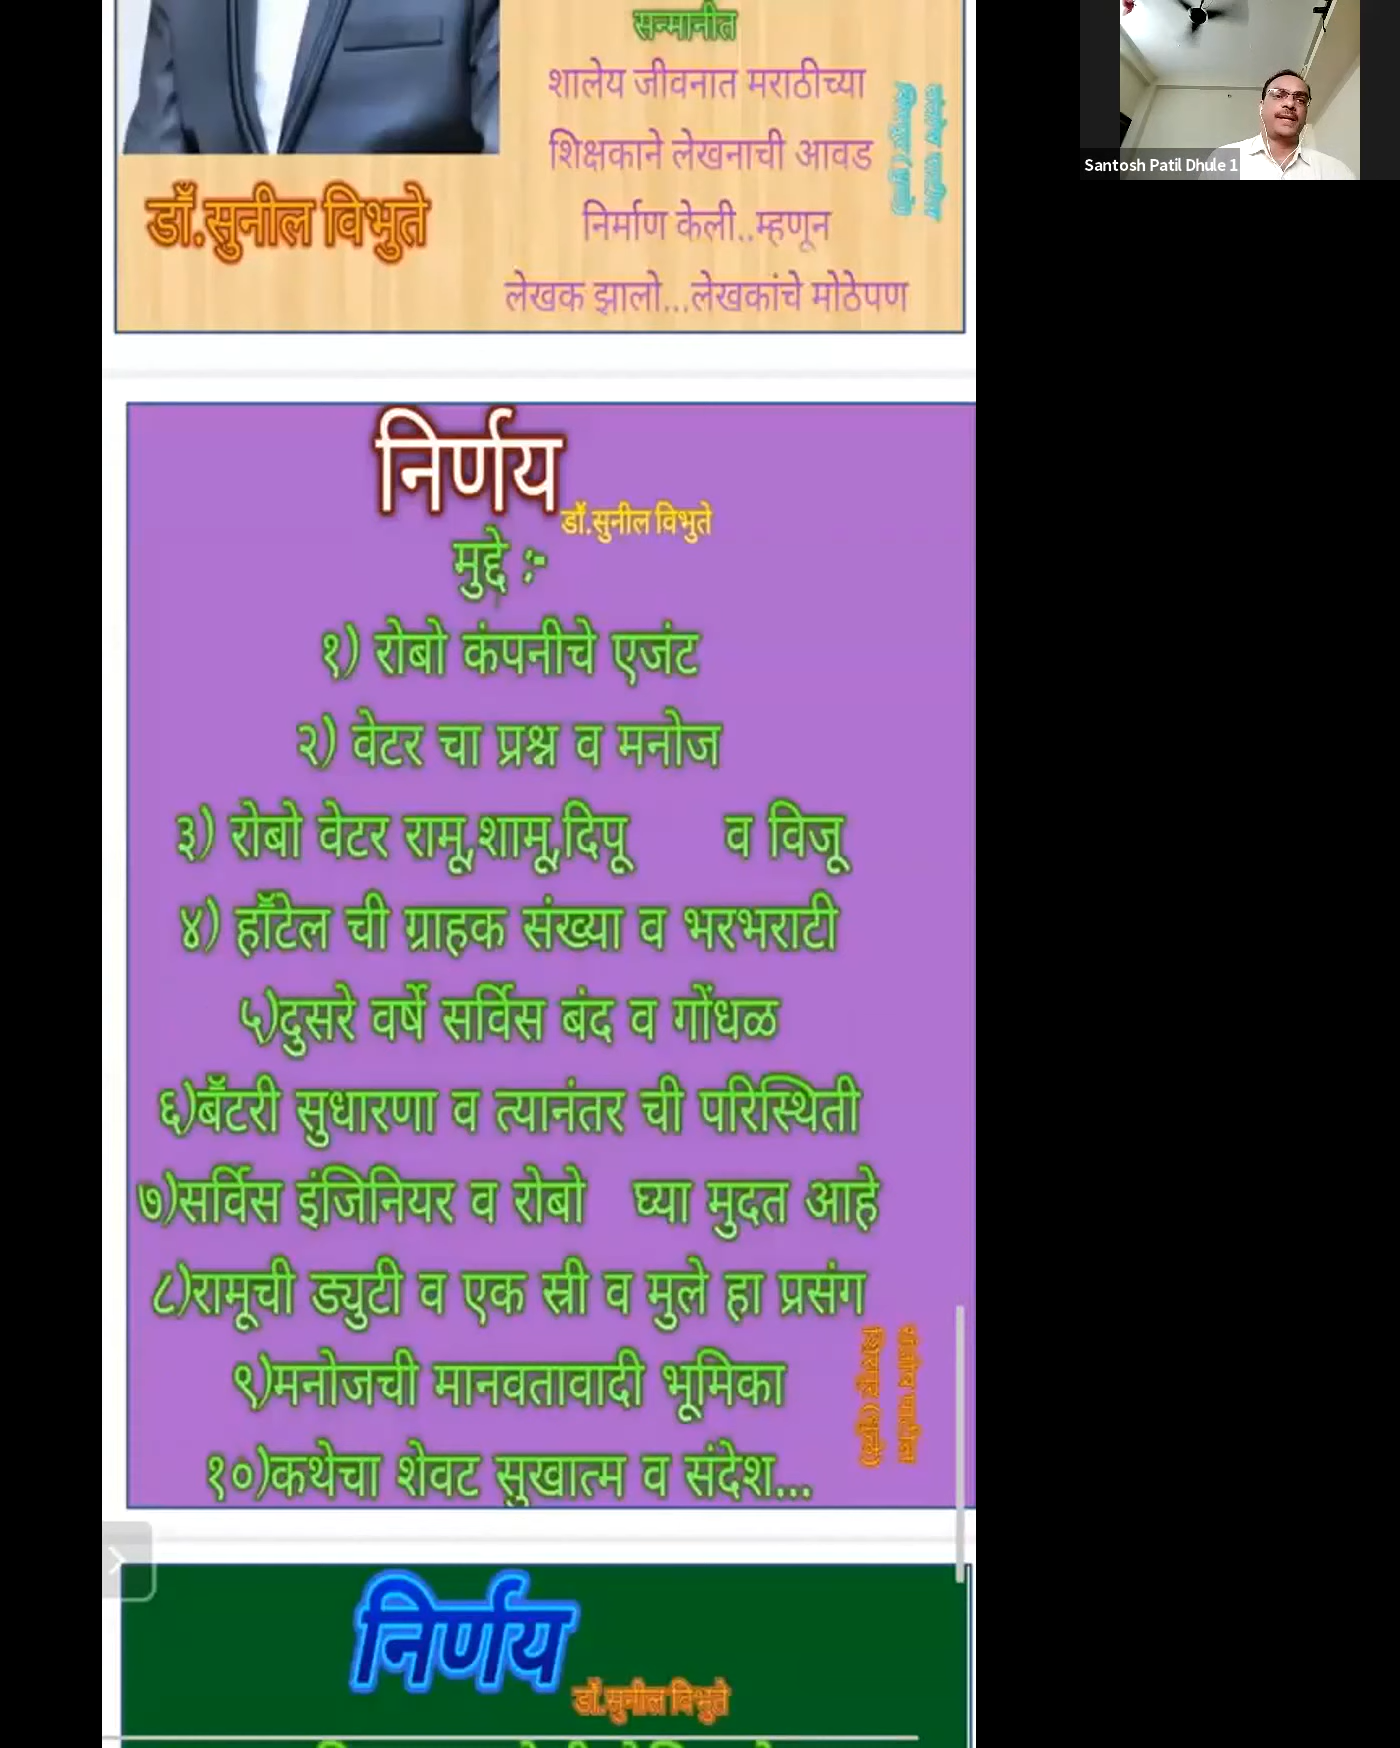 सन्मानीत
शालेय जीवनात मराठीच्या
शिक्षकाने लेखनाची आवड
निर्माण केली..म्हणून
लेखक झालो...लेखकांचे मोठेपण
डॉ.सुनील विभुते
संतोष पाटील
शिरपूर (धुळे)
Santosh Patil Dhule 1
निर्णय
डॉ.सुनील विभुते
मुद्दे :-
१) रोबो कंपनीचे एजंट
२) वेटर चा प्रश्न व मनोज
३) रोबो वेटर रामू,शामू,दिपू व विजू
४) हॉटेल ची ग्राहक संख्या व भरभराटी
५)दुसरे वर्षे सर्विस बंद व गोंधळ
६)बॅटरी सुधारणा व त्यानंतर ची परिस्थिती
७)सर्विस इंजिनियर व रोबो घ्या मुदत आहे
८)रामूची ड्युटी व एक स्री व मुले हा प्रसंग
९)मनोजची मानवतावादी भूमिका
१०)कथेचा शेवट सुखात्म व संदेश...
संतोष पाटील
शिरपूर (धुळे)
निर्णय
डॉ.सुनील विभुते